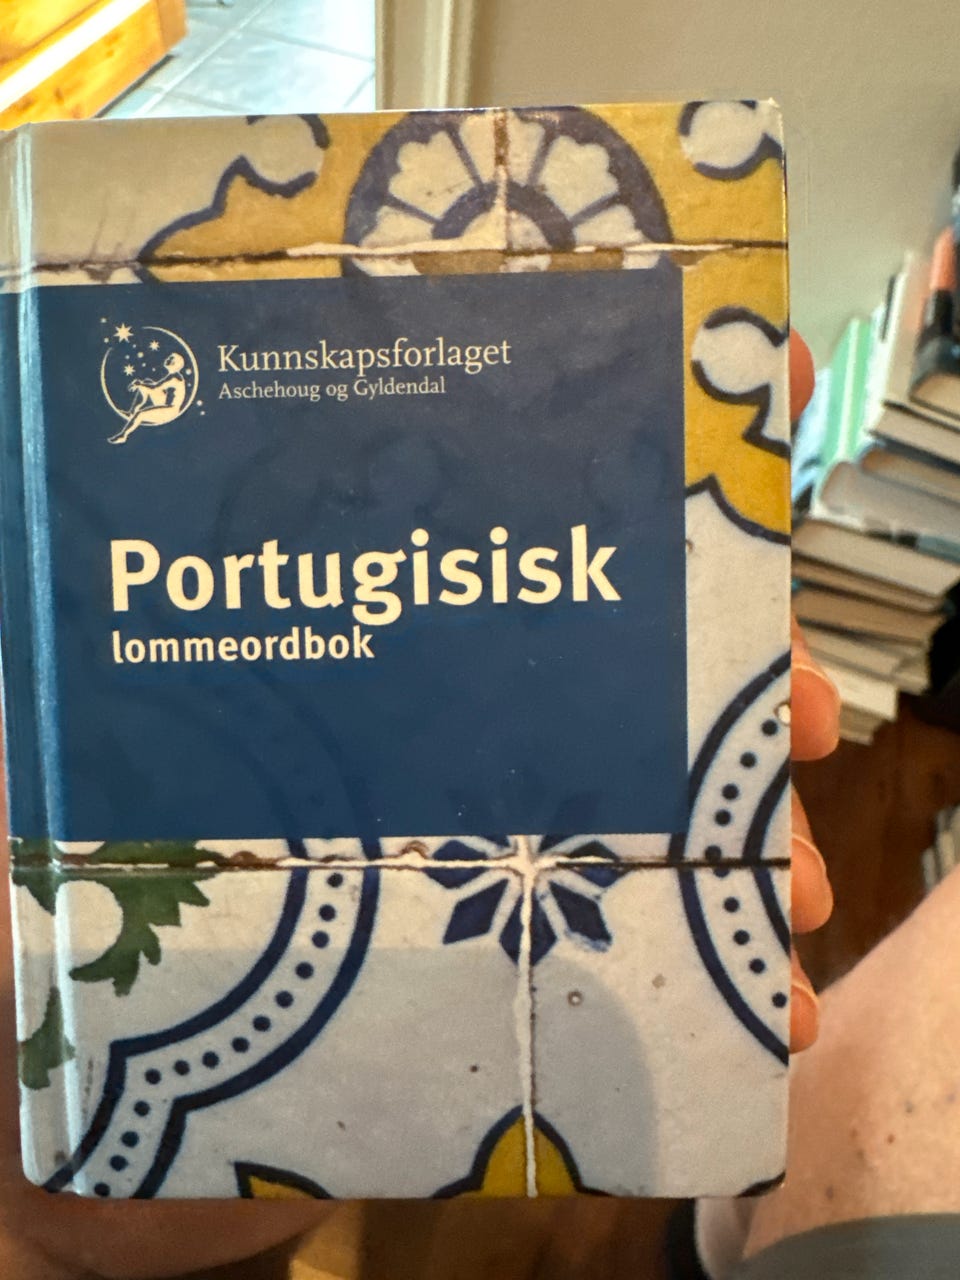 Kunnskapsforlaget
Aschehoug og Gyldendal
Portugisisk
lommeordbok